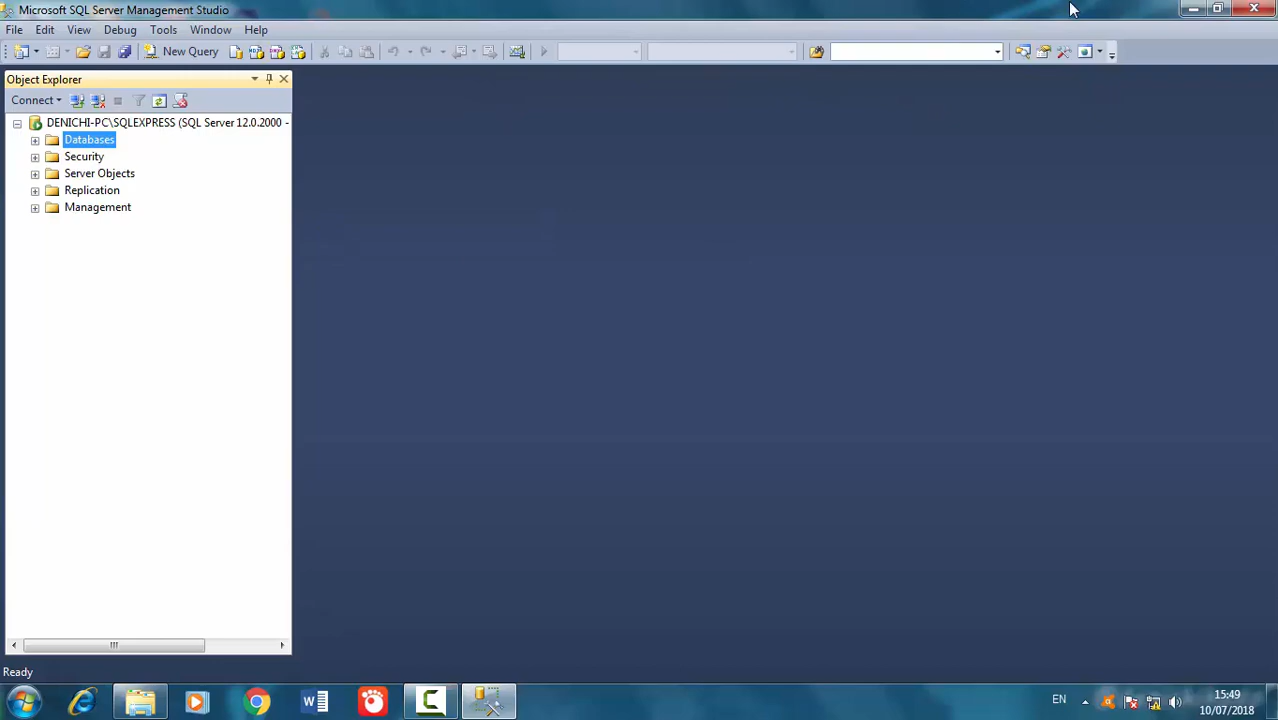 Microsoft SQL Server Management Studio
File Edit View Debug Tools Window Help
New Query
Object Explorer
Connect
DENICHI-PC\SQLEXPRESS (SQL Server 12.0.2000 -
Databases
Security
Server Objects
Replication
Management
Ready
EN
15:49
10/07/2018